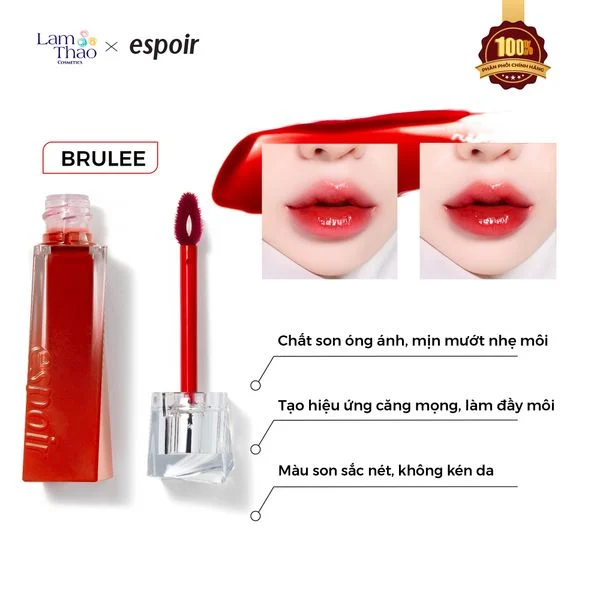 Lam Thao
COSMETICS
× espoir
100%
PHÂN PHỐI CHÍNH HÃNG
BRULEE
espoir
Chất son óng ánh, mịn mướt nhẹ môi
Tạo hiệu ứng căng mọng, làm đầy môi
Màu son sắc nét, không kén da